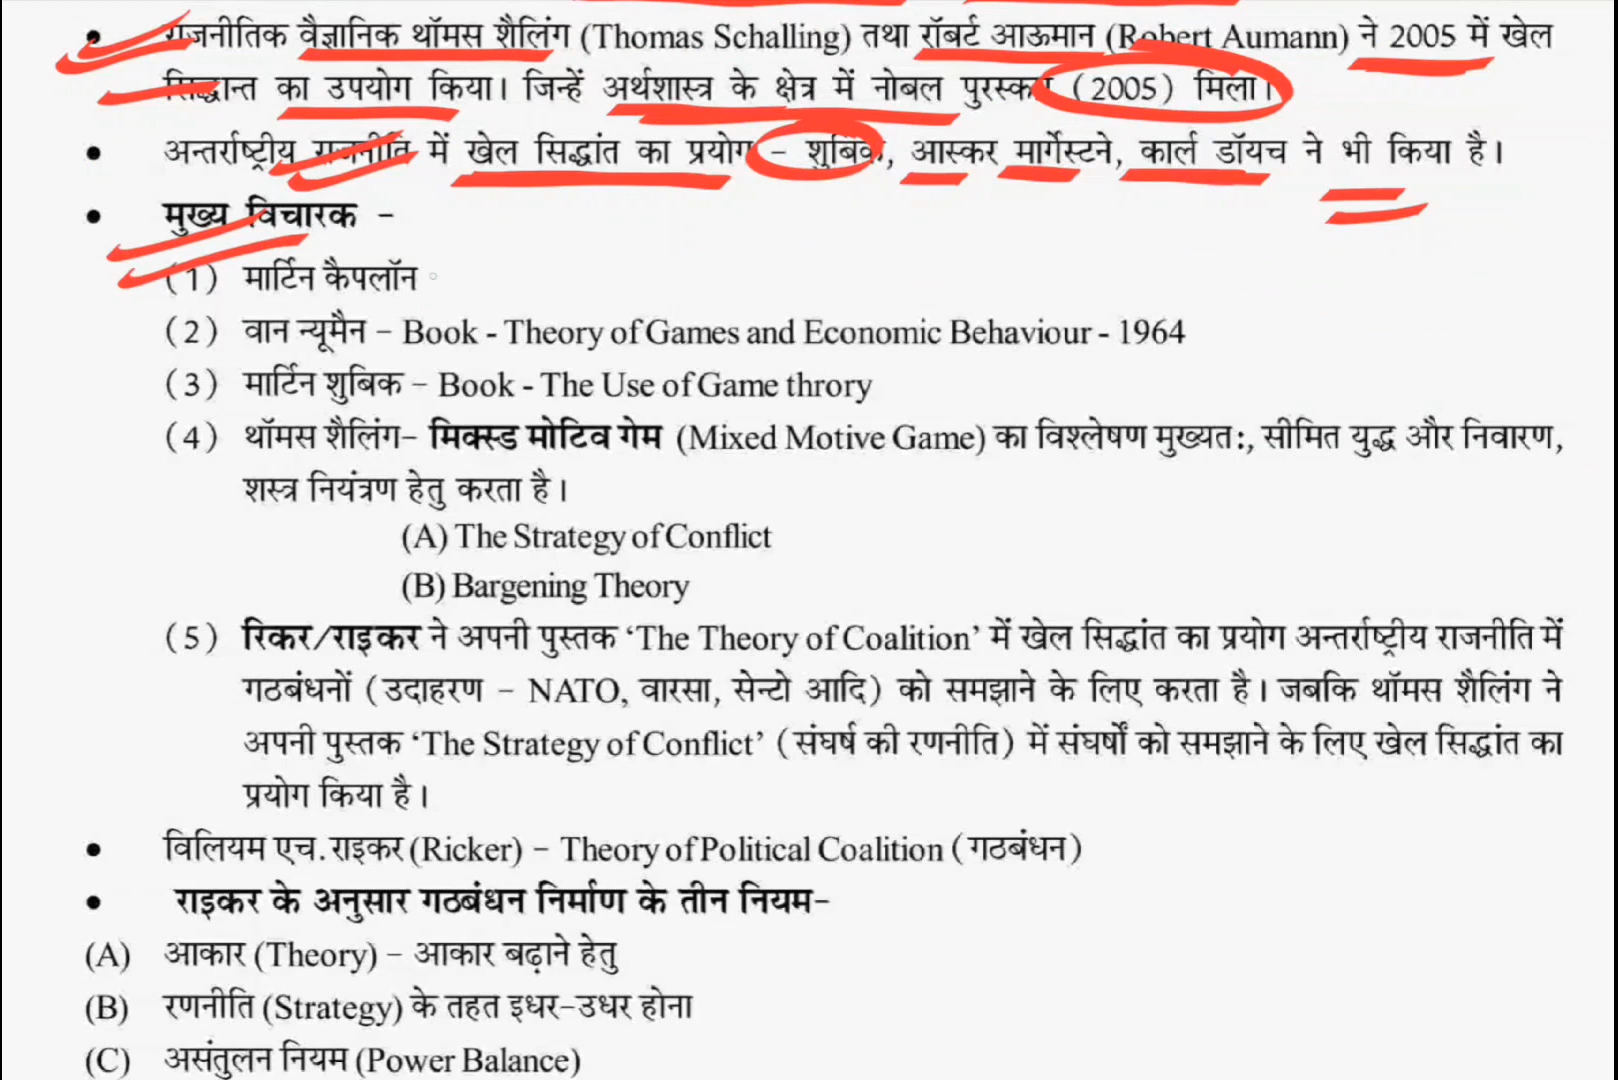 • राजनीतिक वैज्ञानिक थॉमस शैलिंग (Thomas Schalling) तथा रॉबर्ट आऊमान (Robert Aumann) ने 2005 में खेल
सिद्धान्त का उपयोग किया। जिन्हें अर्थशास्त्र के क्षेत्र में नोबल पुरस्कार (2005) मिला।
• अन्तर्राष्ट्रीय राजनीति में खेल सिद्धांत का प्रयोग – शुबिक, आस्कर मार्गेस्टने, कार्ल डॉयच ने भी किया है।
• मुख्य विचारक –
(1) मार्टिन कैपलॉन
(2) वान न्यूमैन – Book - Theory of Games and Economic Behaviour - 1964
(3) मार्टिन शुबिक – Book - The Use of Game throry
(4) थॉमस शैलिंग– मिक्स्ड मोटिव गेम (Mixed Motive Game) का विश्लेषण मुख्यत:, सीमित युद्ध और निवारण,
शस्त्र नियंत्रण हेतु करता है।
(A) The Strategy of Conflict
(B) Bargening Theory
(5) रिकर/राइकर ने अपनी पुस्तक ‘The Theory of Coalition’ में खेल सिद्धांत का प्रयोग अन्तर्राष्ट्रीय राजनीति में
गठबंधनों (उदाहरण – NATO, वारसा, सेन्टो आदि) को समझाने के लिए करता है। जबकि थॉमस शैलिंग ने
अपनी पुस्तक ‘The Strategy of Conflict’ (संघर्ष की रणनीति) में संघर्षों को समझाने के लिए खेल सिद्धांत का
प्रयोग किया है।
• विलियम एच. राइकर (Ricker) – Theory of Political Coalition (गठबंधन)
• राइकर के अनुसार गठबंधन निर्माण के तीन नियम–
(A) आकार (Theory) – आकार बढ़ाने हेतु
(B) रणनीति (Strategy) के तहत इधर–उधर होना
(C) असंतुलन नियम (Power Balance)